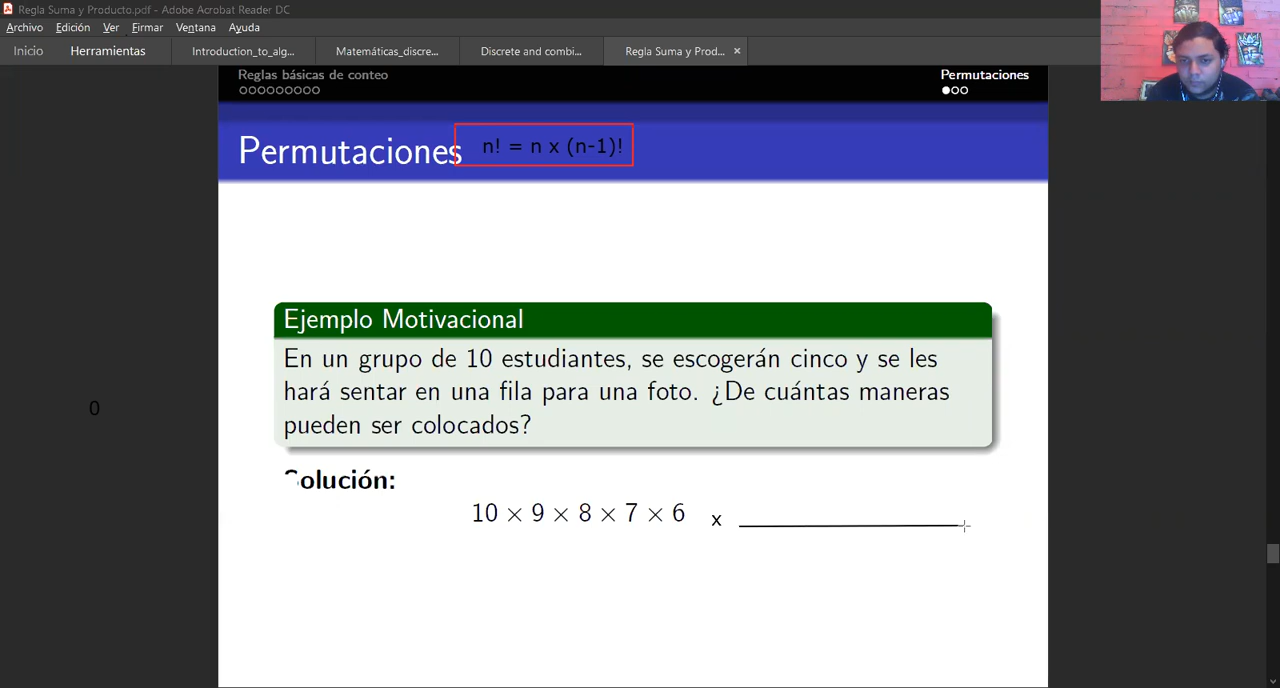 Regla Suma y Producto.pdf - Adobe Acrobat Reader DC
Archivo Edición Ver Firmar Ventana Ayuda
Inicio Herramientas Introduction_to_alg... Matemáticas_discre... Discrete and combi... Regla Suma y Prod... ×
Reglas básicas de conteo Permutaciones
Permutaciones n! = n x (n-1)!
Ejemplo Motivacional
En un grupo de 10 estudiantes, se escogerán cinco y se les
hará sentar en una fila para una foto. ¿De cuántas maneras
pueden ser colocados?
0
Solución:
10 × 9 × 8 × 7 × 6 x